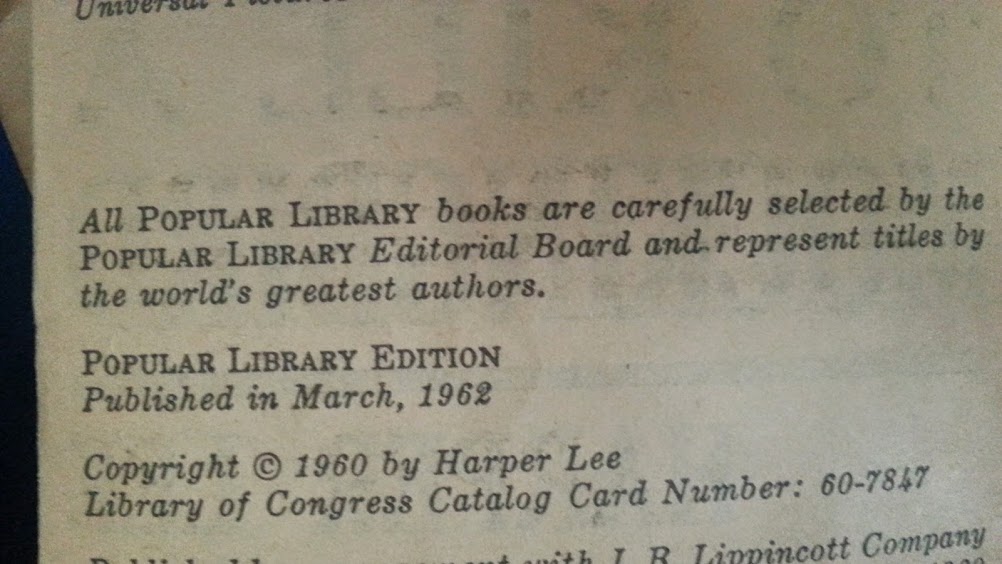 Universal
All POPULAR LIBRARY books are carefully selected by the
POPULAR LIBRARY Editorial Board and represent titles by
the world's greatest authors.
POPULAR LIBRARY EDITION
Published in March, 1962
Copyright © 1960 by Harper Lee
Library of Congress Catalog Card Number: 60-7847
with J. B. Lippincott Company